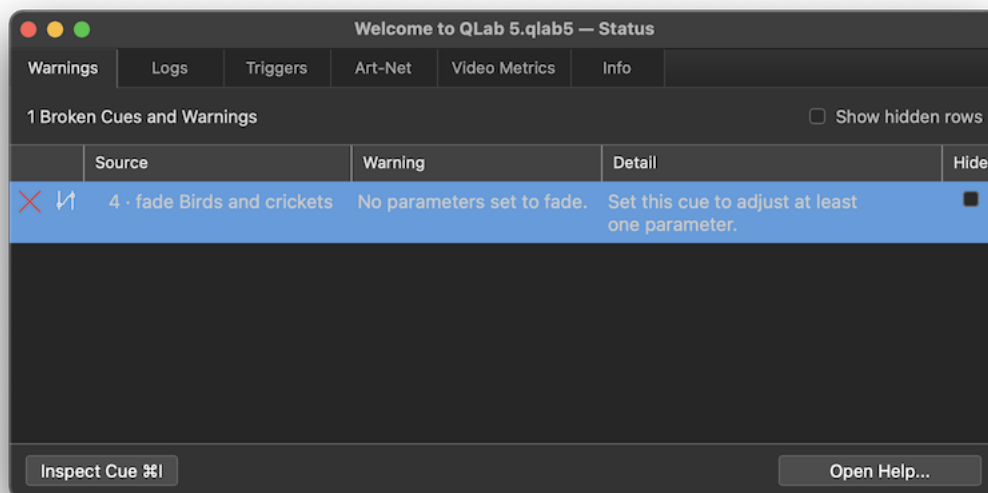 Welcome to QLab 5.qlab5 — Status
Warnings Logs Triggers Art-Net Video Metrics Info
1 Broken Cues and Warnings Show hidden rows
Source Warning Detail Hide
4 · fade Birds and crickets No parameters set to fade. Set this cue to adjust at least
one parameter.
Inspect Cue ⌘I Open Help...